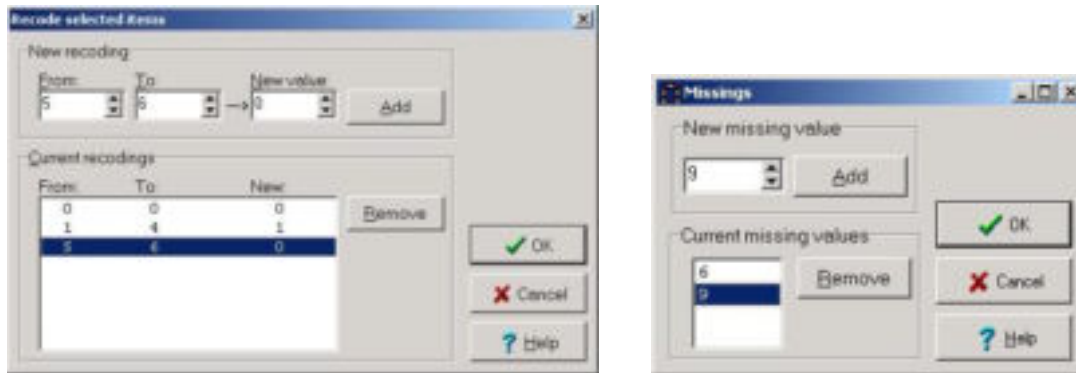 Recode selected items
New recoding
From: To: New value
5 6 0 Add
Current recodings
From: To: New:
0 0 0
1 4 1
5 6 0
Remove
OK
Cancel
Help
Missings
New missing value
9 Add
Current missing values
6
9
Remove
OK
Cancel
Help